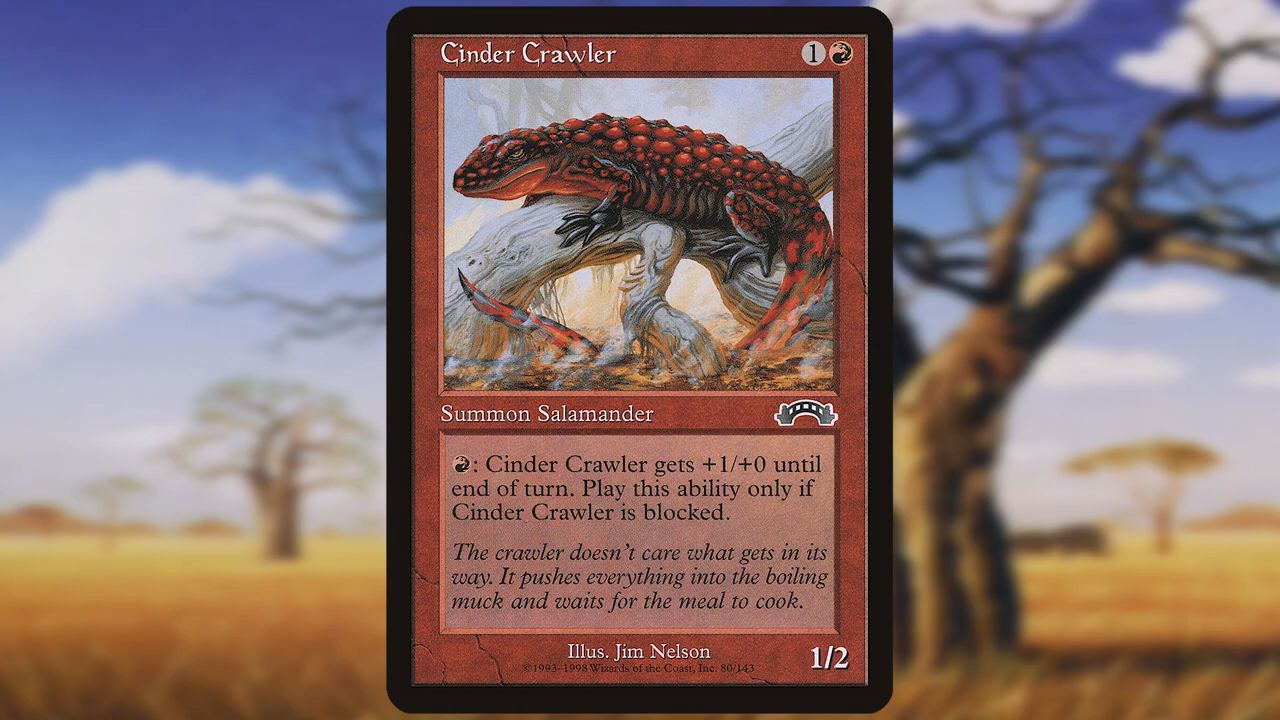 Cinder Crawler 1
Summon Salamander
: Cinder Crawler gets +1/+0 until
end of turn. Play this ability only if
Cinder Crawler is blocked.
The crawler doesn't care what gets in its
way. It pushes everything into the boiling
muck and waits for the meal to cook.
Illus. Jim Nelson
©1993-1998 Wizards of the Coast, Inc. 80/143
1/2